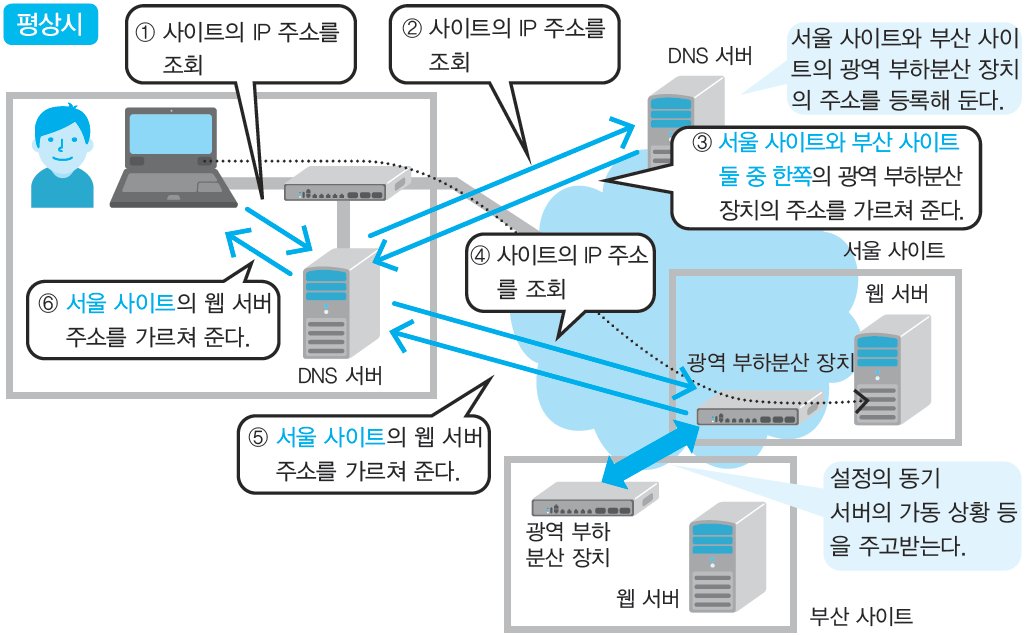 평상시
① 사이트의 IP 주소를
조회
② 사이트의 IP 주소를
조회
DNS 서버
서울 사이트와 부산 사이
트의 광역 부하분산 장치
의 주소를 등록해 둔다.
③ 서울 사이트와 부산 사이트
둘 중 한쪽의 광역 부하분산
장치의 주소를 가르쳐 준다.
④ 사이트의 IP 주소
를 조회
서울 사이트
웹 서버
⑥ 서울 사이트의 웹 서버
주소를 가르쳐 준다.
광역 부하분산 장치
DNS 서버
⑤ 서울 사이트의 웹 서버
주소를 가르쳐 준다.
설정의 동기
서버의 가동 상황 등
을 주고받는다.
광역 부하
분산 장치
웹 서버
부산 사이트